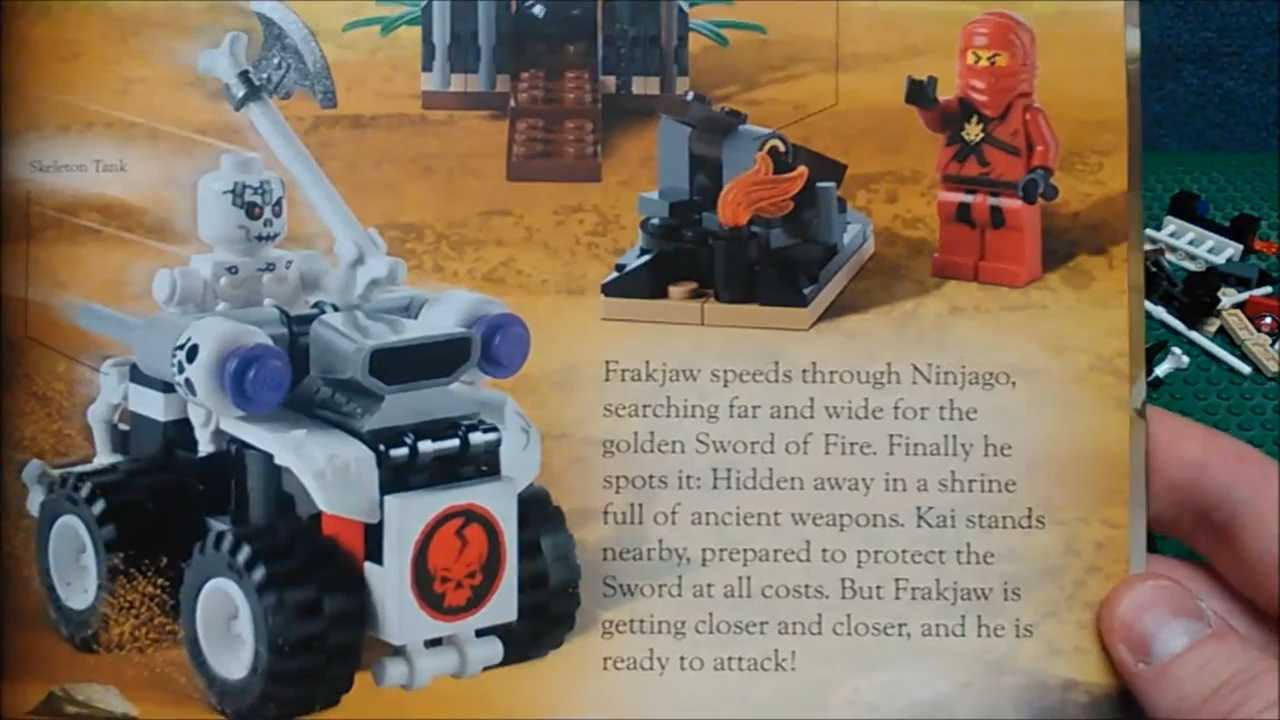 Skeleton Tank
Frakjaw speeds through Ninjago,
searching far and wide for the
golden Sword of Fire. Finally he
spots it: Hidden away in a shrine
full of ancient weapons. Kai stands
nearby, prepared to protect the
Sword at all costs. But Frakjaw is
getting closer and closer, and he is
ready to attack!